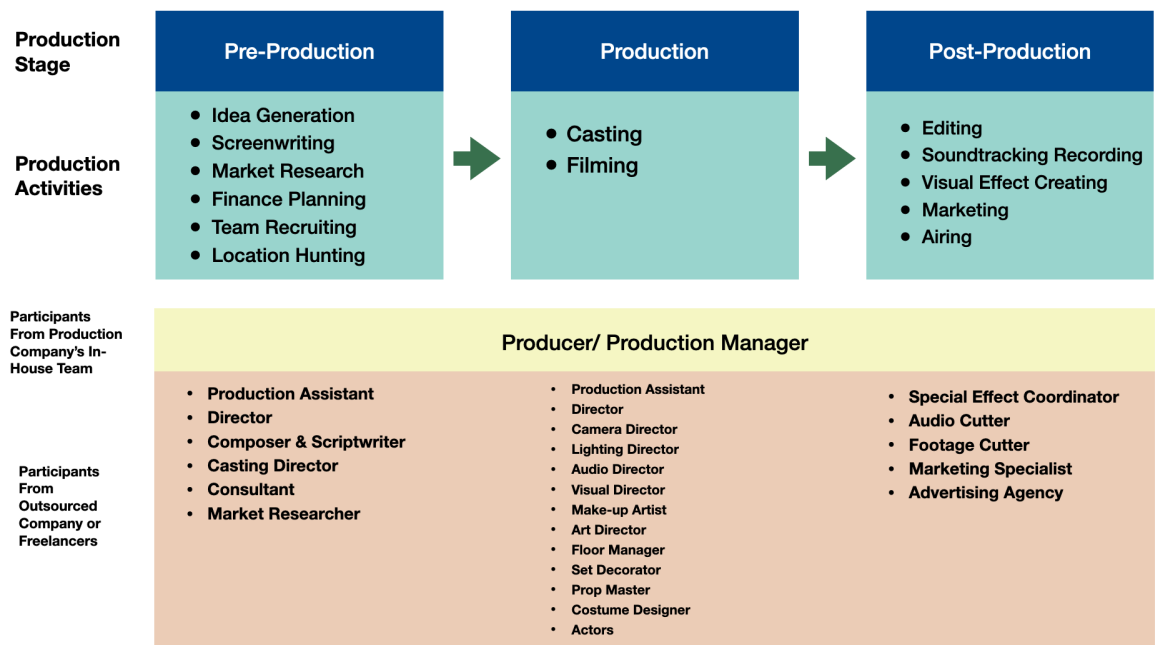 Production
Stage
Pre-Production
Production
Post-Production
Production
Activities
● Idea Generation
● Screenwriting
● Market Research
● Finance Planning
● Team Recruiting
● Location Hunting
● Casting
● Filming
● Editing
● Soundtracking Recording
● Visual Effect Creating
● Marketing
● Airing
Participants
From Production
Company's In-
House Team
Producer/ Production Manager
Participants
From
Outsourced
Company or
Freelancers
• Production Assistant
• Director
• Composer & Scriptwriter
• Casting Director
• Consultant
• Market Researcher
• Production Assistant
• Director
• Camera Director
• Lighting Director
• Audio Director
• Visual Director
• Make-up Artist
• Art Director
• Floor Manager
• Set Decorator
• Prop Master
• Costume Designer
• Actors
• Special Effect Coordinator
• Audio Cutter
• Footage Cutter
• Marketing Specialist
• Advertising Agency